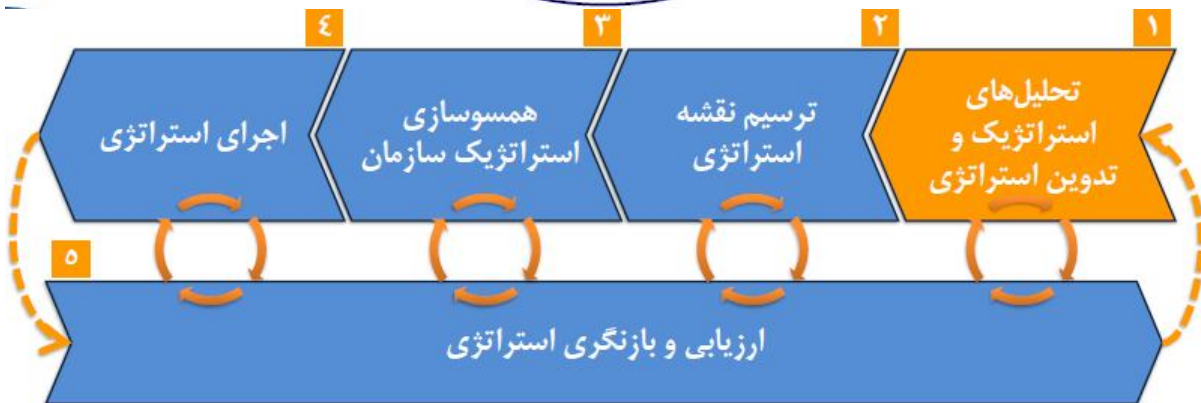 ۱
تحلیل‌های
استراتژیک و
تدوین استراتژی
۲
ترسیم نقشه
استراتژی
۳
همسوسازی
استراتژیک سازمان
٤
اجرای استراتژی
۵
ارزیابی و بازنگری استراتژی